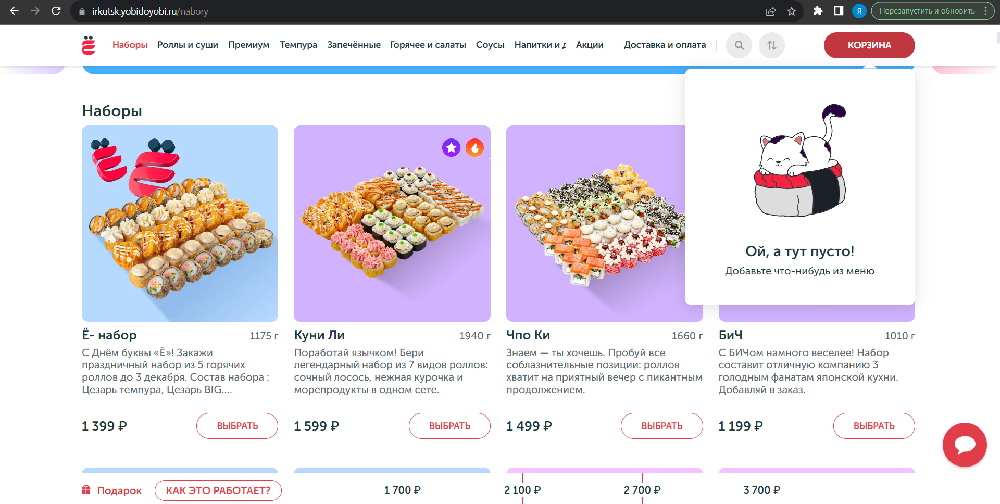 irkutsk.yobidoyobi.ru/nabory
Я
Перезапустить и обновить
ё
Наборы
Роллы и суши
Премиум
Темпура
Запечённые
Горячее и салаты
Соусы
Напитки и д
Акции
Доставка и оплата
КОРЗИНА
Наборы
Ё Ё
Ой, а тут пусто!
Добавьте что-нибудь из меню
Ё- набор
1175 г
С Днём буквы «Ё»! Закажи
праздничный набор из 5 горячих
роллов до 3 декабря. Состав набора :
Цезарь темпура, Цезарь BIG....
1 399 ₽
ВЫБРАТЬ
Куни Ли
1940 г
Поработай язычком! Бери
легендарный набор из 7 видов роллов:
сочный лосось, нежная курочка и
морепродукты в одном сете.
1 599 ₽
ВЫБРАТЬ
Чпо Ки
1660 г
Знаем — ты хочешь. Пробуй все
соблазнительные позиции: роллов
хватит на приятный вечер с пикантным
продолжением.
1 499 ₽
ВЫБРАТЬ
БиЧ
1010 г
С БИЧом намного веселее! Набор
составит отличную компанию 3
голодным фанатам японской кухни.
Добавляй в заказ.
1 199 ₽
ВЫБРАТЬ
Подарок
КАК ЭТО РАБОТАЕТ?
1 700 ₽
2 100 ₽
2 700 ₽
3 700 ₽